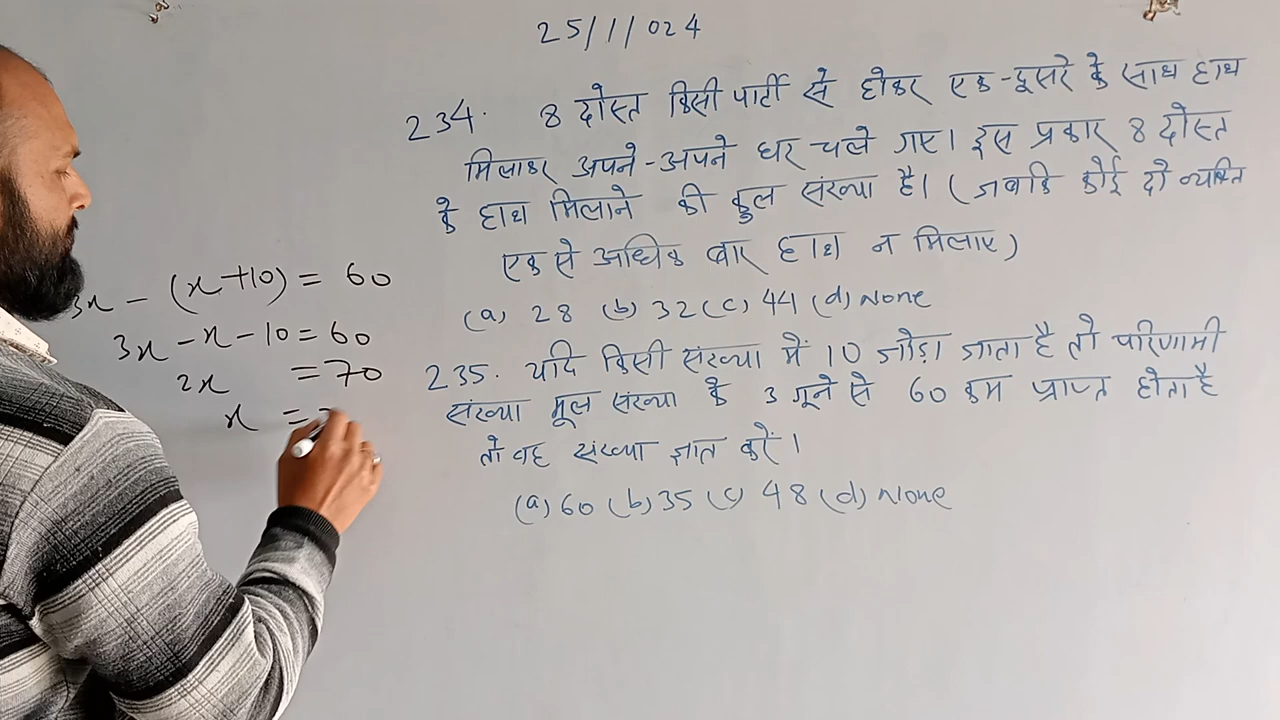 25/1/024
234. 8 दोस्त किसी पार्टी से होकर एक-दूसरे के साथ हाथ
मिलाकर अपने-अपने घर चले गए। इस प्रकार 8 दोस्त
के हाथ मिलाने की कुल संख्या है। (जबकि कोई दो व्यक्ति
एक से अधिक बार हाथ न मिलाए)
(a) 28 (b) 32 (c) 44 (d) None
235. यदि किसी संख्या में 10 जोड़ा जाता है तो परिणामी
संख्या मूल संख्या के 3 गूने से 60 कम प्राप्त होता है
तो वह संख्या ज्ञात करें।
(a) 60 (b) 35 (c) 48 (d) None
3x - (x+10) = 60
3x - x - 10 = 60
2x = 70
x =